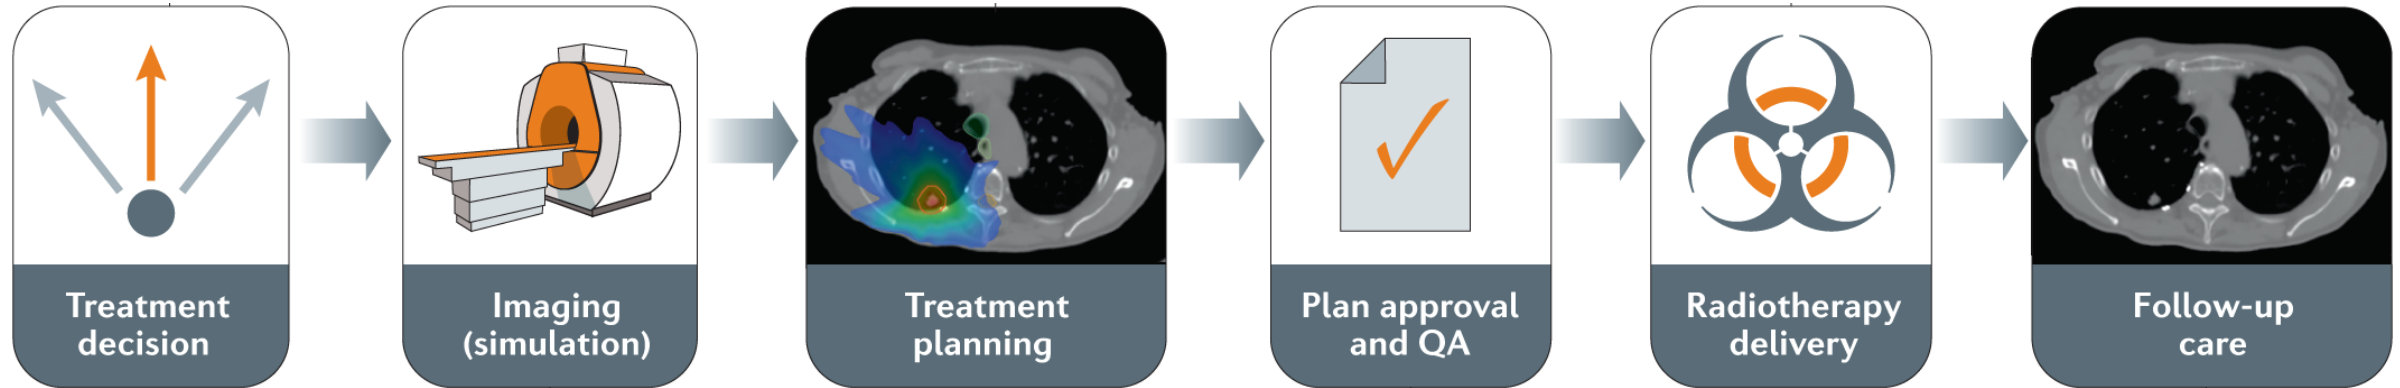 Treatment
decision
Imaging
(simulation)
Treatment
planning
Plan approval
and QA
Radiotherapy
delivery
Follow-up
care